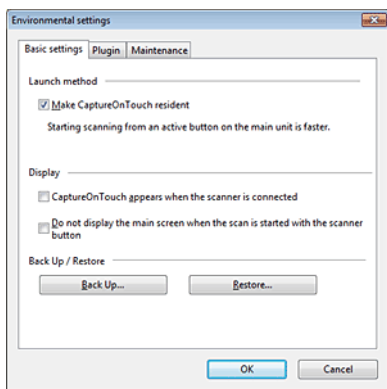 Environmental settings
Basic settings Plugin Maintenance
Launch method
Make CaptureOnTouch resident
Starting scanning from an active button on the main unit is faster.
Display
CaptureOnTouch appears when the scanner is connected
Do not display the main screen when the scan is started with the scanner
button
Back Up / Restore
Back Up... Restore...
OK Cancel